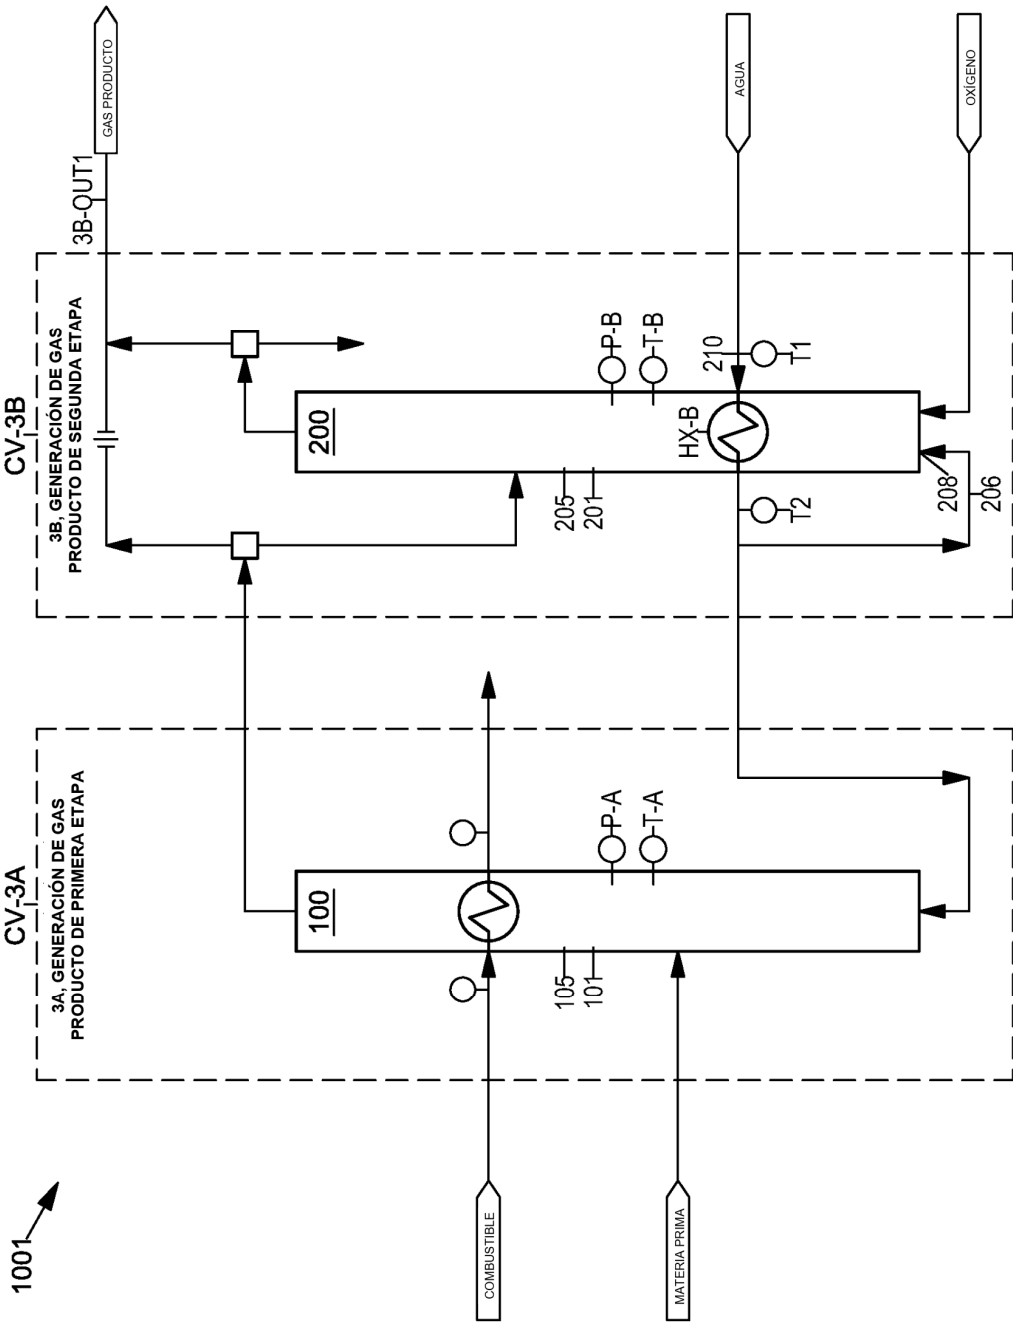 1001
CV-3A
3A, GENERACIÓN DE GAS
PRODUCTO DE PRIMERA ETAPA
100
105
101
P-A
T-A
COMBUSTIBLE
MATERIA PRIMA
CV-3B
3B, GENERACIÓN DE GAS
PRODUCTO DE SEGUNDA ETAPA
200
205
201
P-B
T-B
HX-B
210
T1
T2
208
206
3B-OUT1
GAS PRODUCTO
AGUA
OXÍGENO